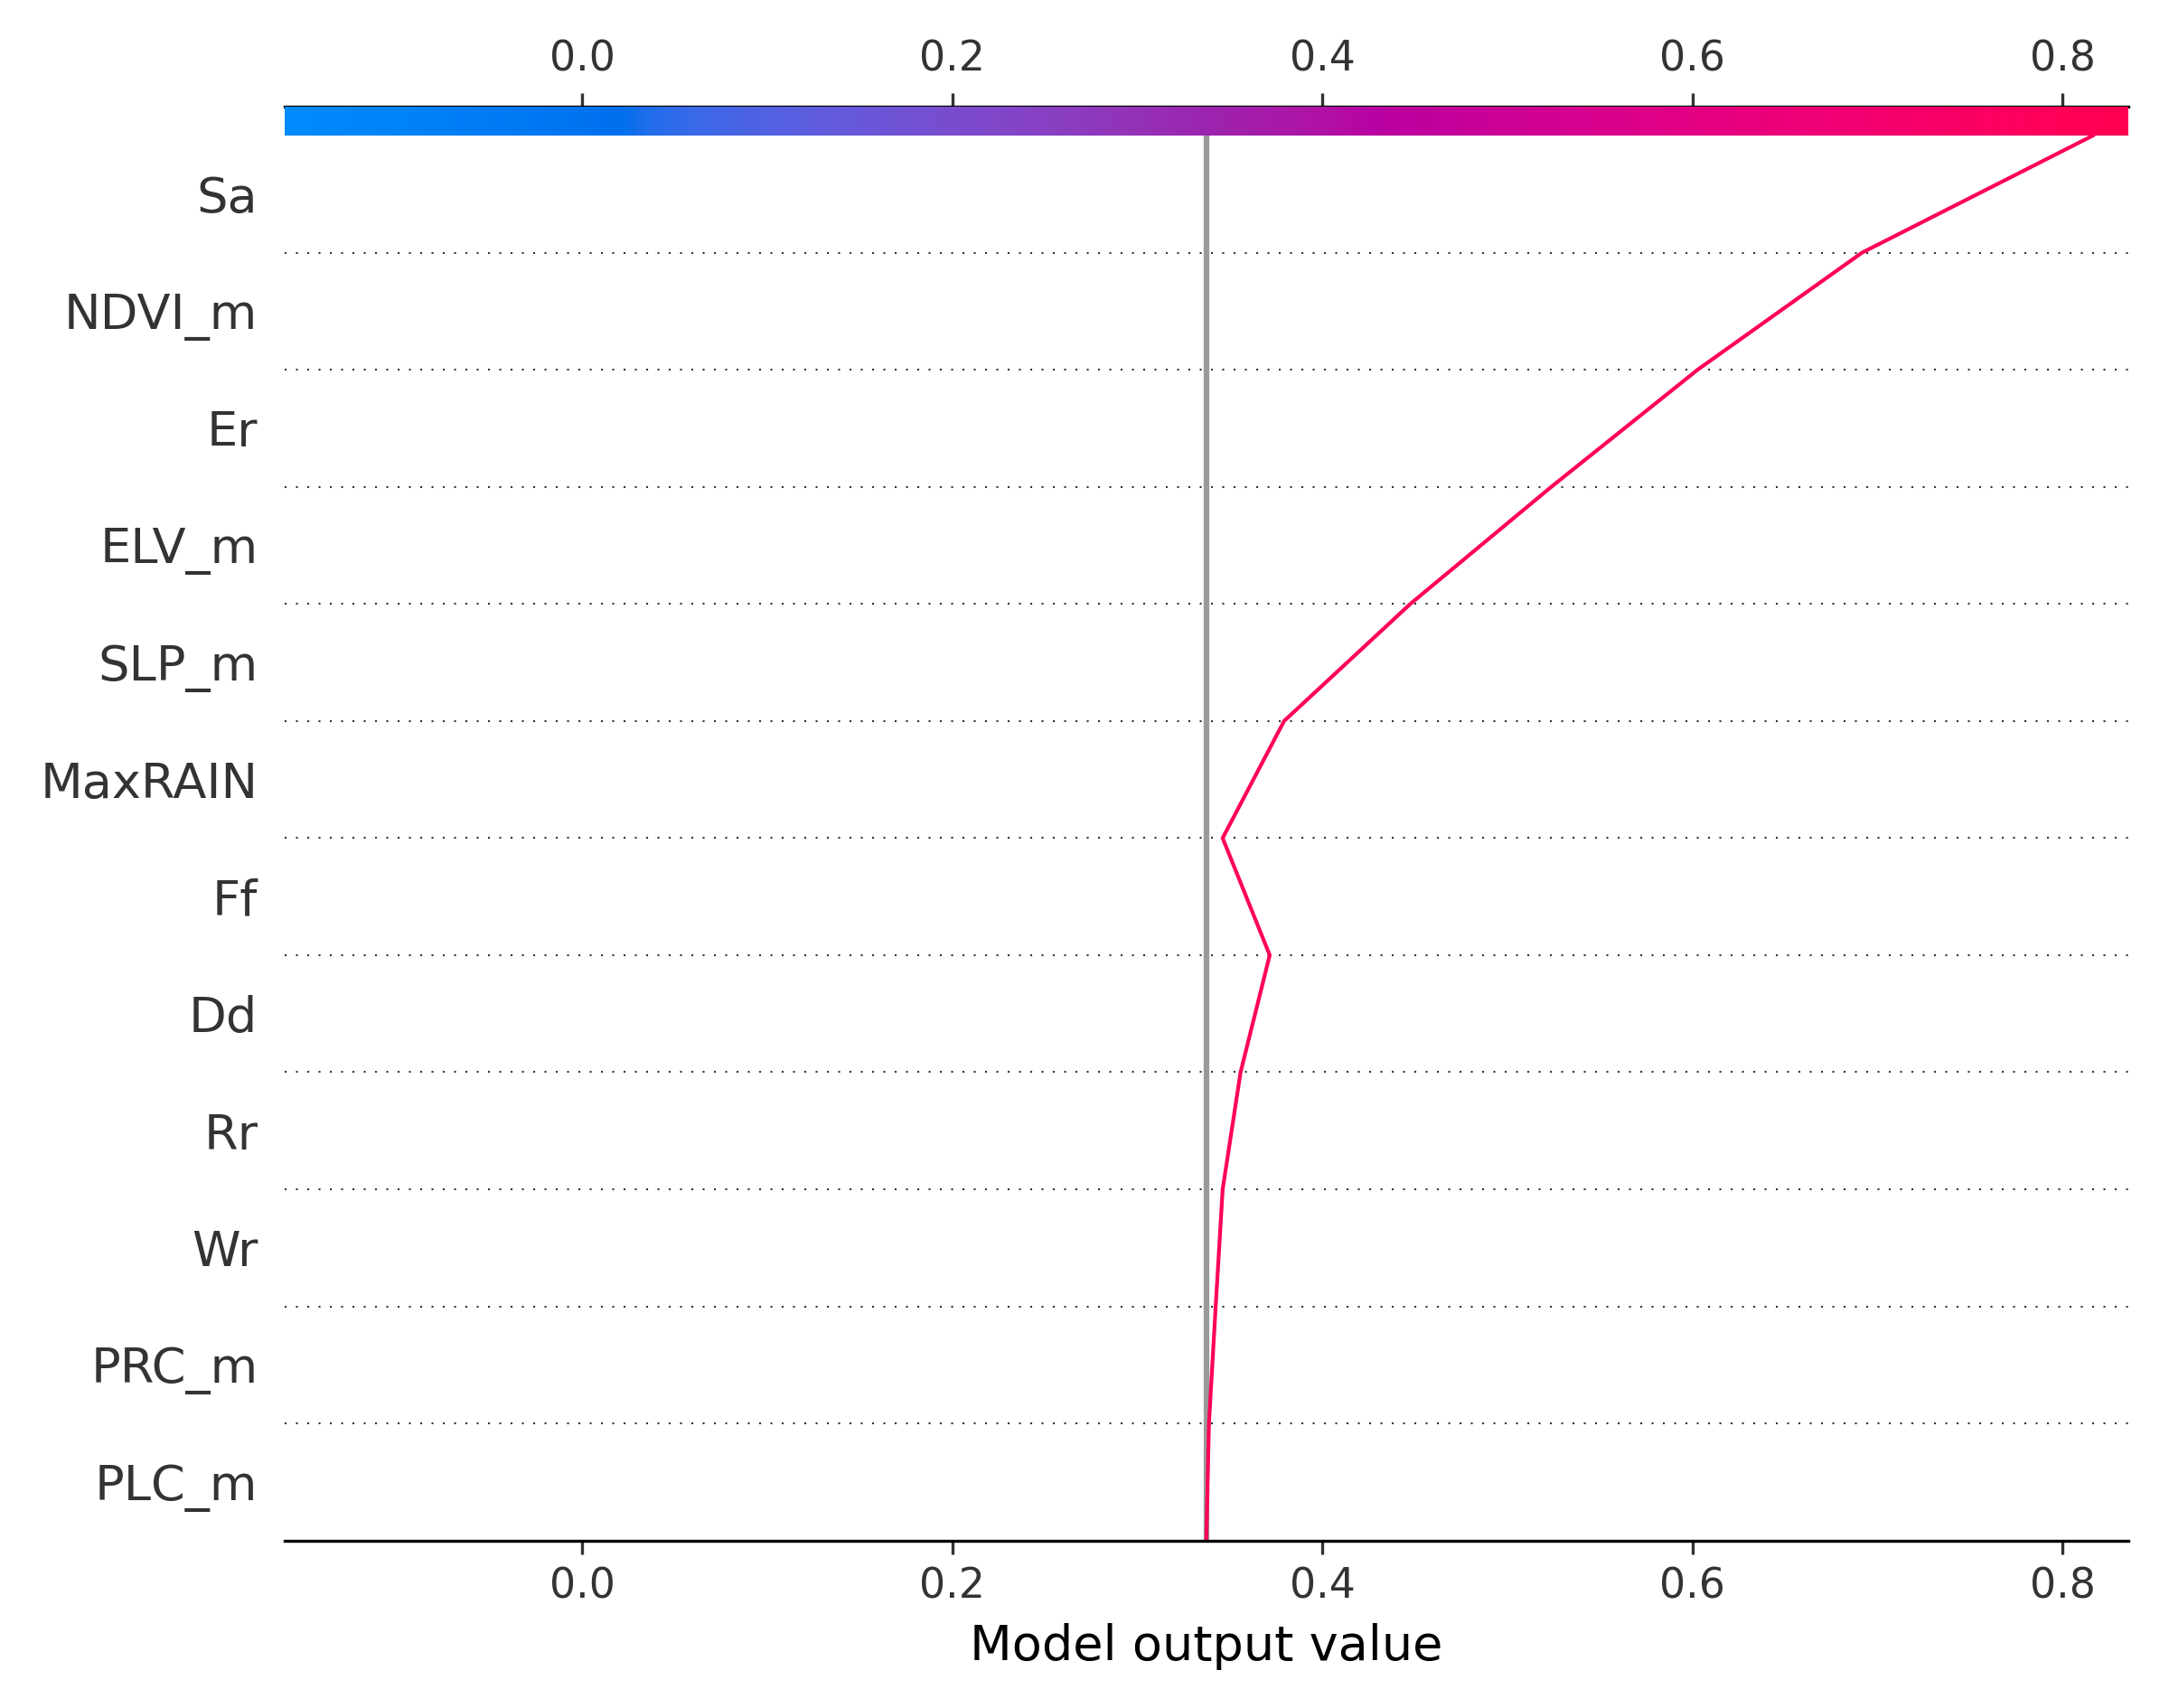 0.0 0.2 0.4 0.6 0.8
Sa
NDVI_m
Er
ELV_m
SLP_m
MaxRAIN
Ff
Dd
Rr
Wr
PRC_m
PLC_m
0.0 0.2 0.4 0.6 0.8
Model output value